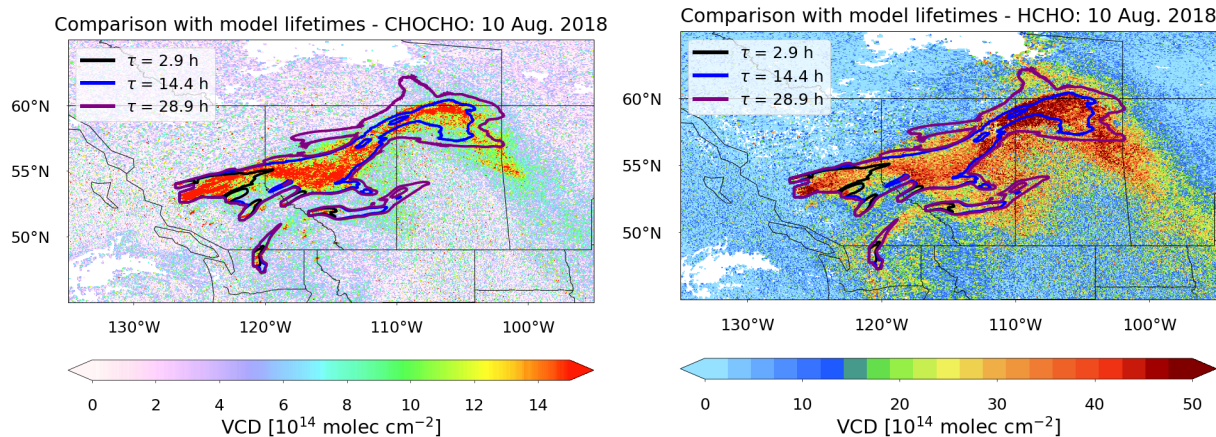 Comparison with model lifetimes - CHOCHO: 10 Aug. 2018
τ = 2.9 h
τ = 14.4 h
τ = 28.9 h
60°N
55°N
50°N
130°W 120°W 110°W 100°W
0 2 4 6 8 10 12 14
VCD [10¹⁴ molec cm⁻²]
Comparison with model lifetimes - HCHO: 10 Aug. 2018
τ = 2.9 h
τ = 14.4 h
τ = 28.9 h
60°N
55°N
50°N
130°W 120°W 110°W 100°W
0 10 20 30 40 50
VCD [10¹⁴ molec cm⁻²]